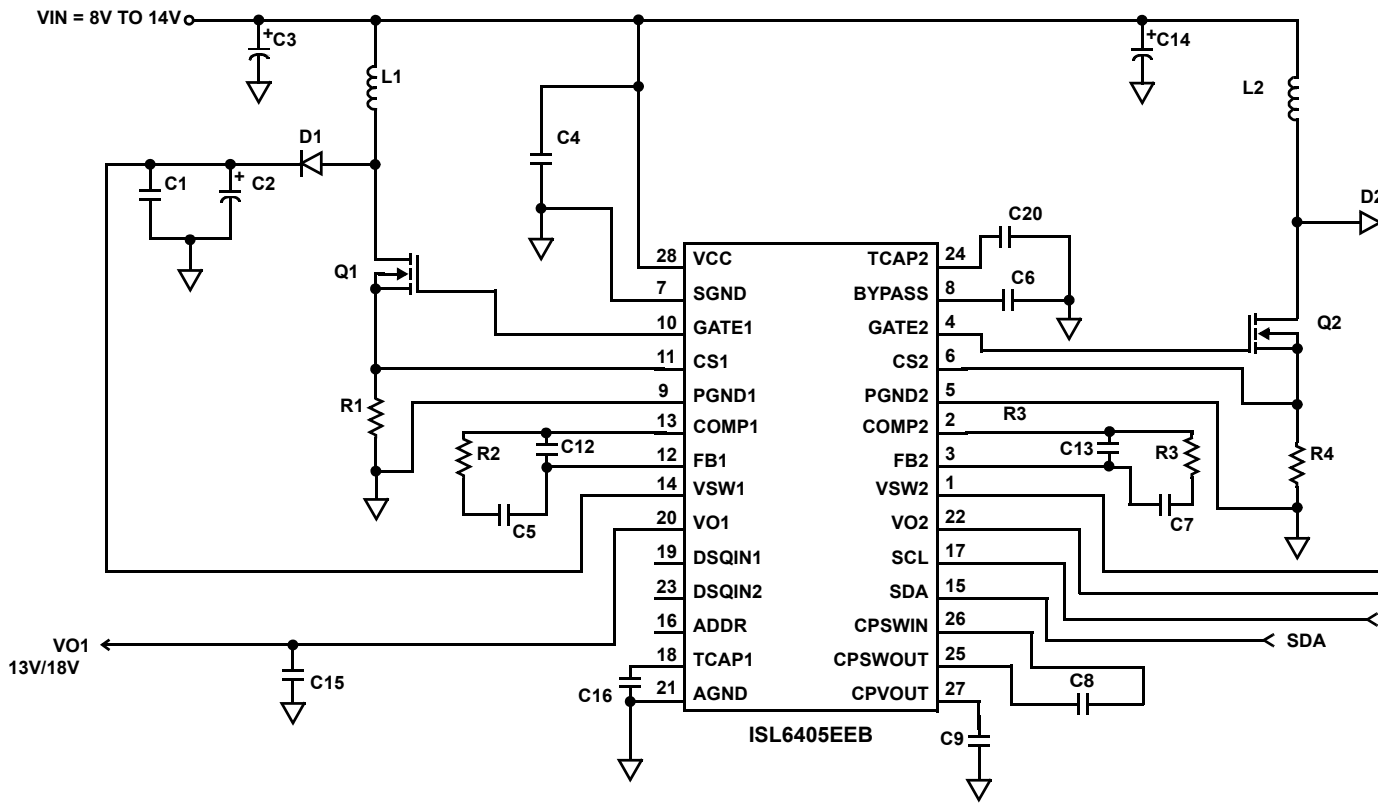 VIN = 8V TO 14V
+
C3
+
C14
L1
L2
D1
C4
C1
+
C2
D2
C20
28
VCC
TCAP2
24
Q1
C6
7
SGND
BYPASS
8
10
GATE1
GATE2
4
Q2
11
CS1
CS2
6
9
PGND1
PGND2
5
R1
R3
13
COMP1
COMP2
2
R2
C12
C13
R3
R4
12
FB1
FB2
3
14
VSW1
VSW2
1
C5
C7
20
VO1
VO2
22
19
DSQIN1
SCL
17
23
DSQIN2
SDA
15
16
ADDR
CPSWIN
26
SDA
VO1
13V/18V
18
TCAP1
CPSWOUT
25
C15
C16
C8
21
AGND
CPVOUT
27
ISL6405EEB
C9